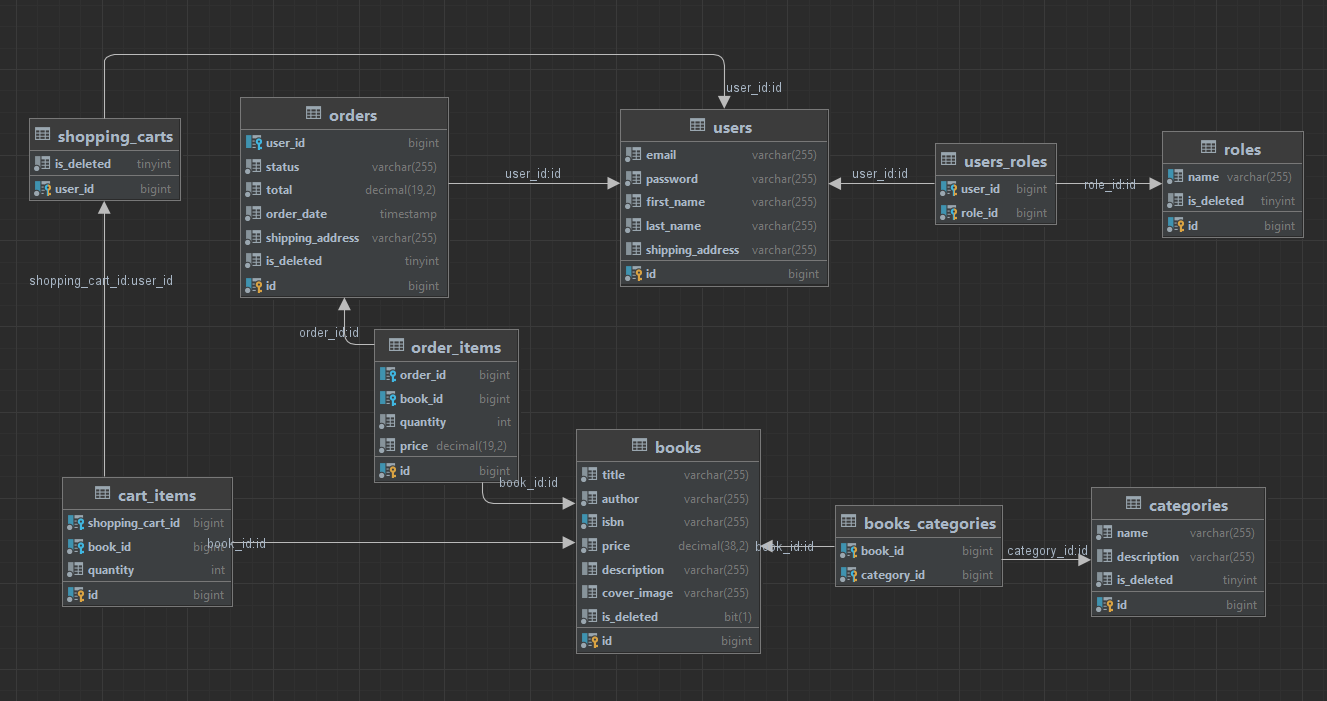 user_id:id
shopping_carts
is_deleted tinyint
user_id bigint
orders
user_id bigint
status varchar(255)
total decimal(19,2)
order_date timestamp
shipping_address varchar(255)
is_deleted tinyint
id bigint
user_id:id
users
email varchar(255)
password varchar(255)
first_name varchar(255)
last_name varchar(255)
shipping_address varchar(255)
id bigint
user_id:id
users_roles
user_id bigint
role_id bigint
role_id:id
roles
name varchar(255)
is_deleted tinyint
id bigint
shopping_cart_id:user_id
order_id:id
order_items
order_id bigint
book_id bigint
quantity int
price decimal(19,2)
id bigint
book_id:id
cart_items
shopping_cart_id bigint
book_id bigint
quantity int
id bigint
book_id:id
books
title varchar(255)
author varchar(255)
isbn varchar(255)
price decimal(38,2)
description varchar(255)
cover_image varchar(255)
is_deleted bit(1)
id bigint
book_id:id
books_categories
book_id bigint
category_id bigint
category_id:id
categories
name varchar(255)
description varchar(255)
is_deleted tinyint
id bigint